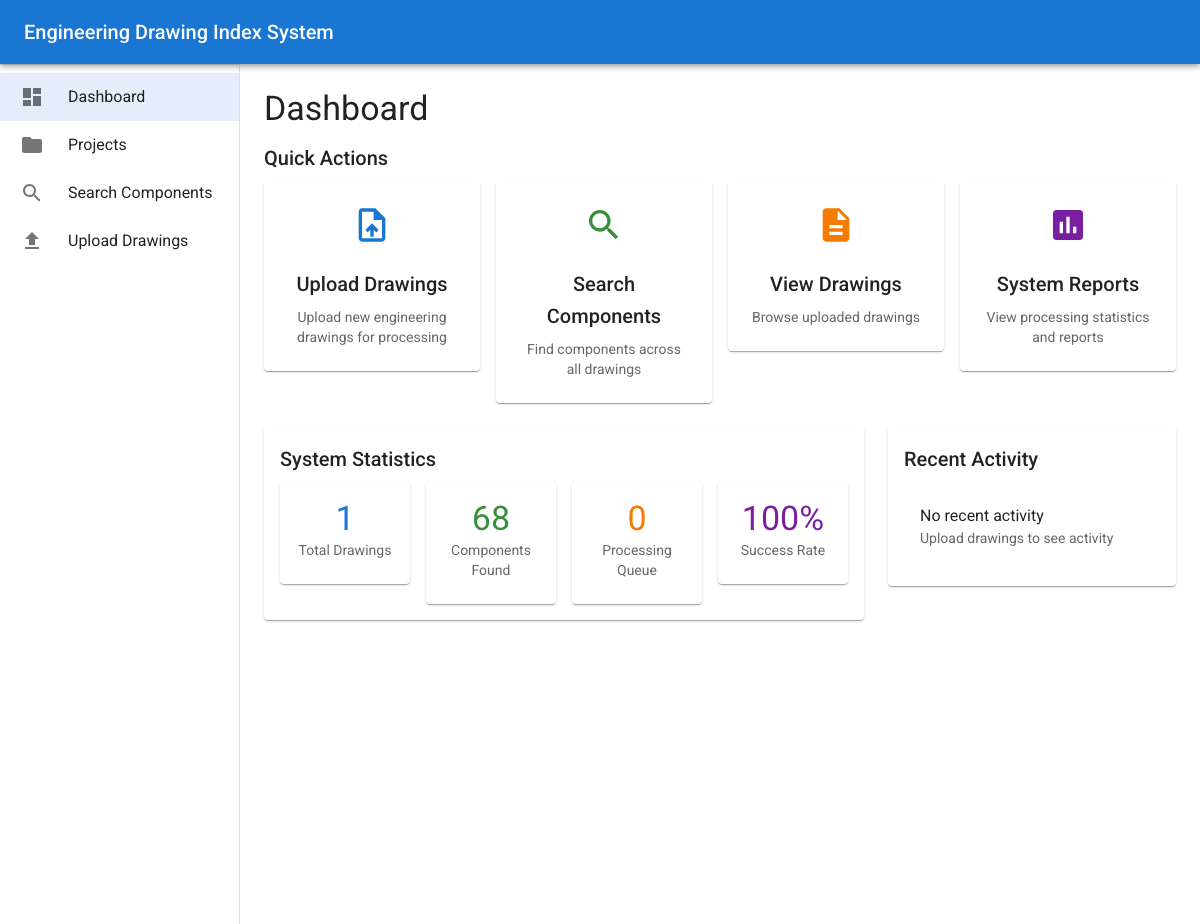 Engineering Drawing Index System
Dashboard
Projects
Search Components
Upload Drawings
Dashboard
Quick Actions
Upload Drawings
Upload new engineering
drawings for processing
Search
Components
Find components across
all drawings
View Drawings
Browse uploaded drawings
System Reports
View processing statistics
and reports
System Statistics
1
Total Drawings
68
Components
Found
0
Processing
Queue
100%
Success Rate
Recent Activity
No recent activity
Upload drawings to see activity